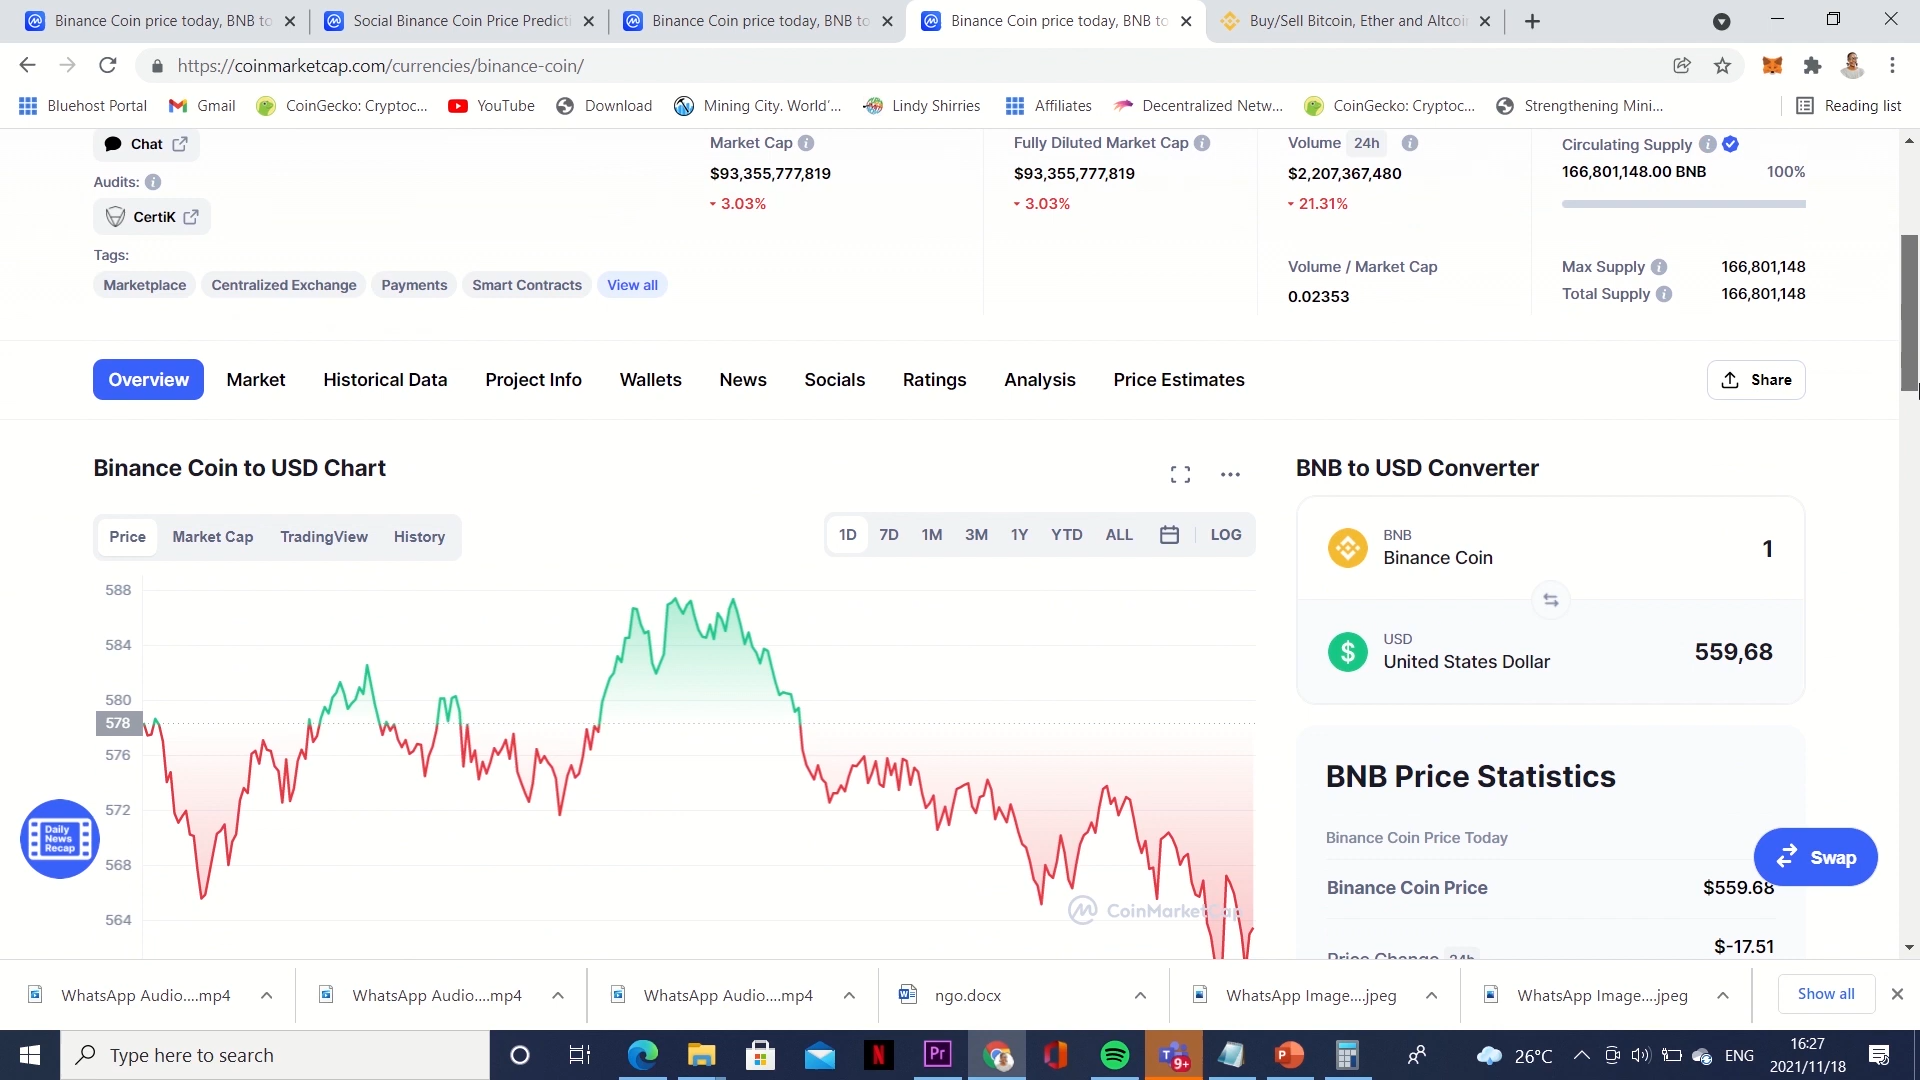 Binance Coin price today, BNB to
Social Binance Coin Price Predicti
Binance Coin price today, BNB to
Binance Coin price today, BNB to
Buy/Sell Bitcoin, Ether and Altcoi
https://coinmarketcap.com/currencies/binance-coin/
Bluehost Portal
Gmail
CoinGecko: Cryptoc...
YouTube
Download
Mining City. World'...
Lindy Shirries
Affiliates
Decentralized Netw...
CoinGecko: Cryptoc...
Strengthening Mini...
Reading list
Chat
Audits:
CertiK
Tags:
Marketplace
Centralized Exchange
Payments
Smart Contracts
View all
Market Cap
$93,355,777,819
3.03%
Fully Diluted Market Cap
$93,355,777,819
3.03%
Volume 24h
$2,207,367,480
21.31%
Volume / Market Cap
0.02353
Circulating Supply
166,801,148.00 BNB 100%
Max Supply 166,801,148
Total Supply 166,801,148
Overview
Market
Historical Data
Project Info
Wallets
News
Socials
Ratings
Analysis
Price Estimates
Share
Binance Coin to USD Chart
Price
Market Cap
TradingView
History
1D 7D 1M 3M 1Y YTD ALL LOG
588
584
580
578
576
572
568
564
CoinMarketCap
Daily
News
Recap
BNB to USD Converter
BNB
Binance Coin
1
USD
United States Dollar
559,68
$
BNB Price Statistics
Binance Coin Price Today
Binance Coin Price $559.68
$-17.51
Price Change 24h
Swap
WhatsApp Audio....mp4
WhatsApp Audio....mp4
WhatsApp Audio....mp4
ngo.docx
WhatsApp Image....jpeg
WhatsApp Image....jpeg
Show all
Type here to search
N
Pr
9+
26°C
ENG
16:27
2021/11/18